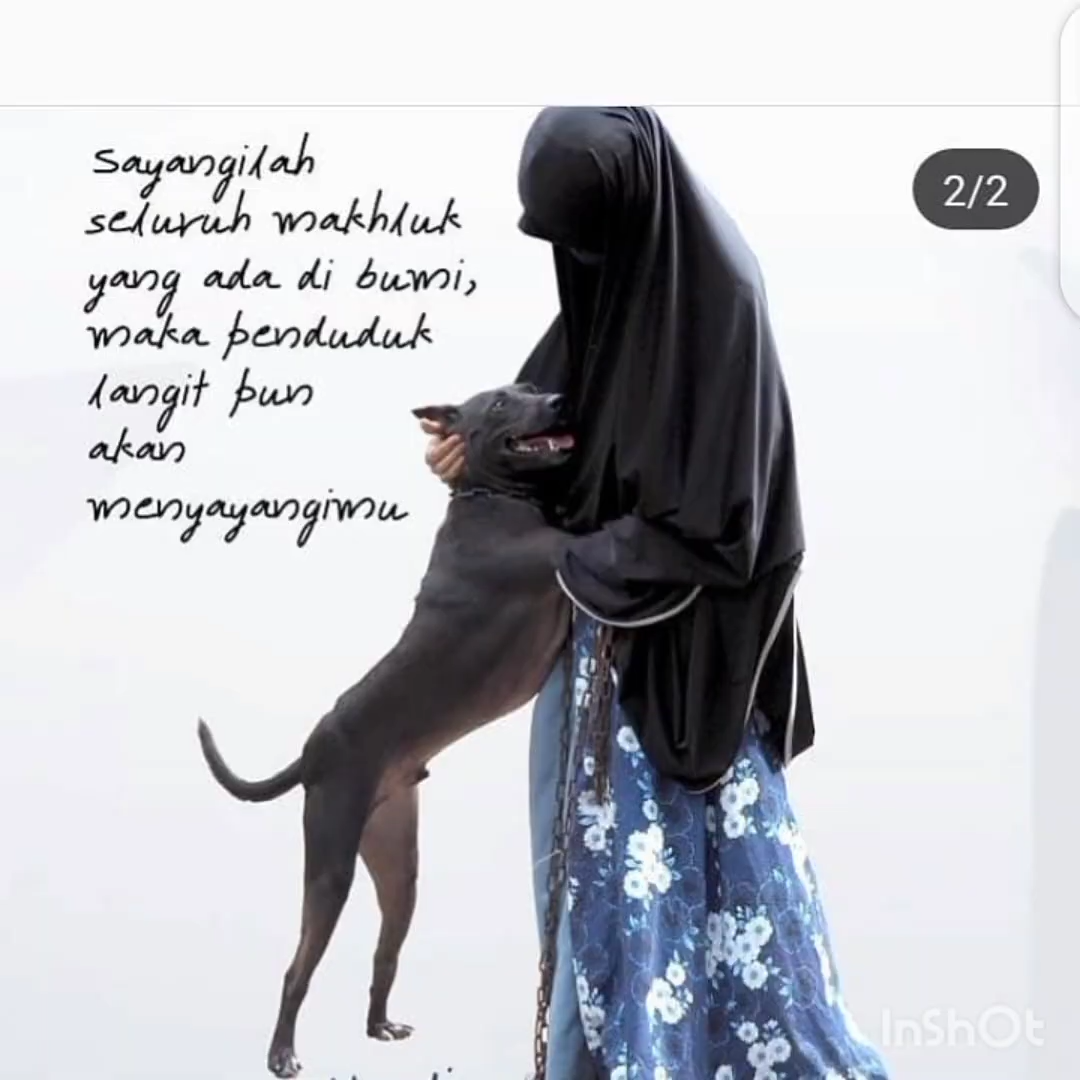 Sayangilah
seluruh makhluk
yang ada di bumi,
maka penduduk
langit pun
akan
menyayangimu
2/2
InShOt